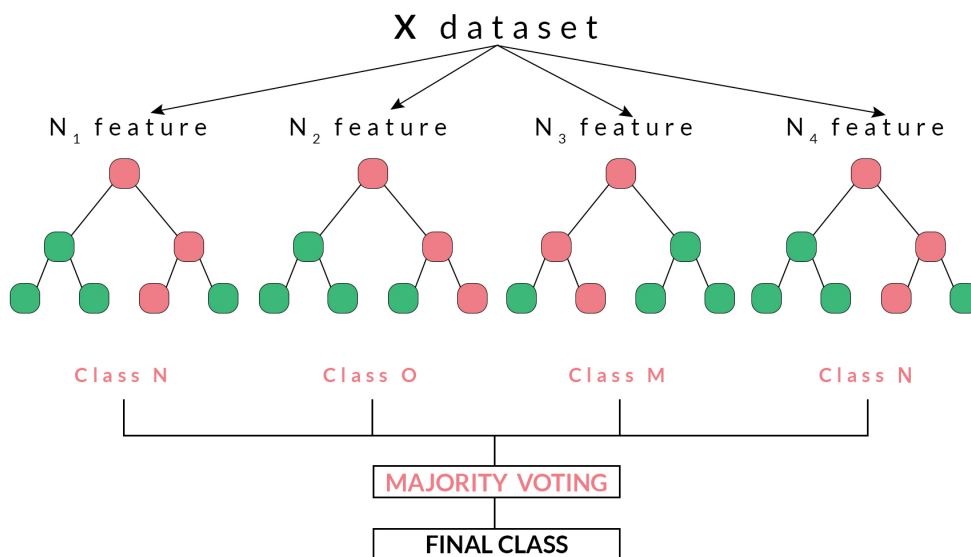 X dataset
N₁ feature
N₂ feature
N₃ feature
N₄ feature
Class N
Class O
Class M
Class N
MAJORITY VOTING
FINAL CLASS